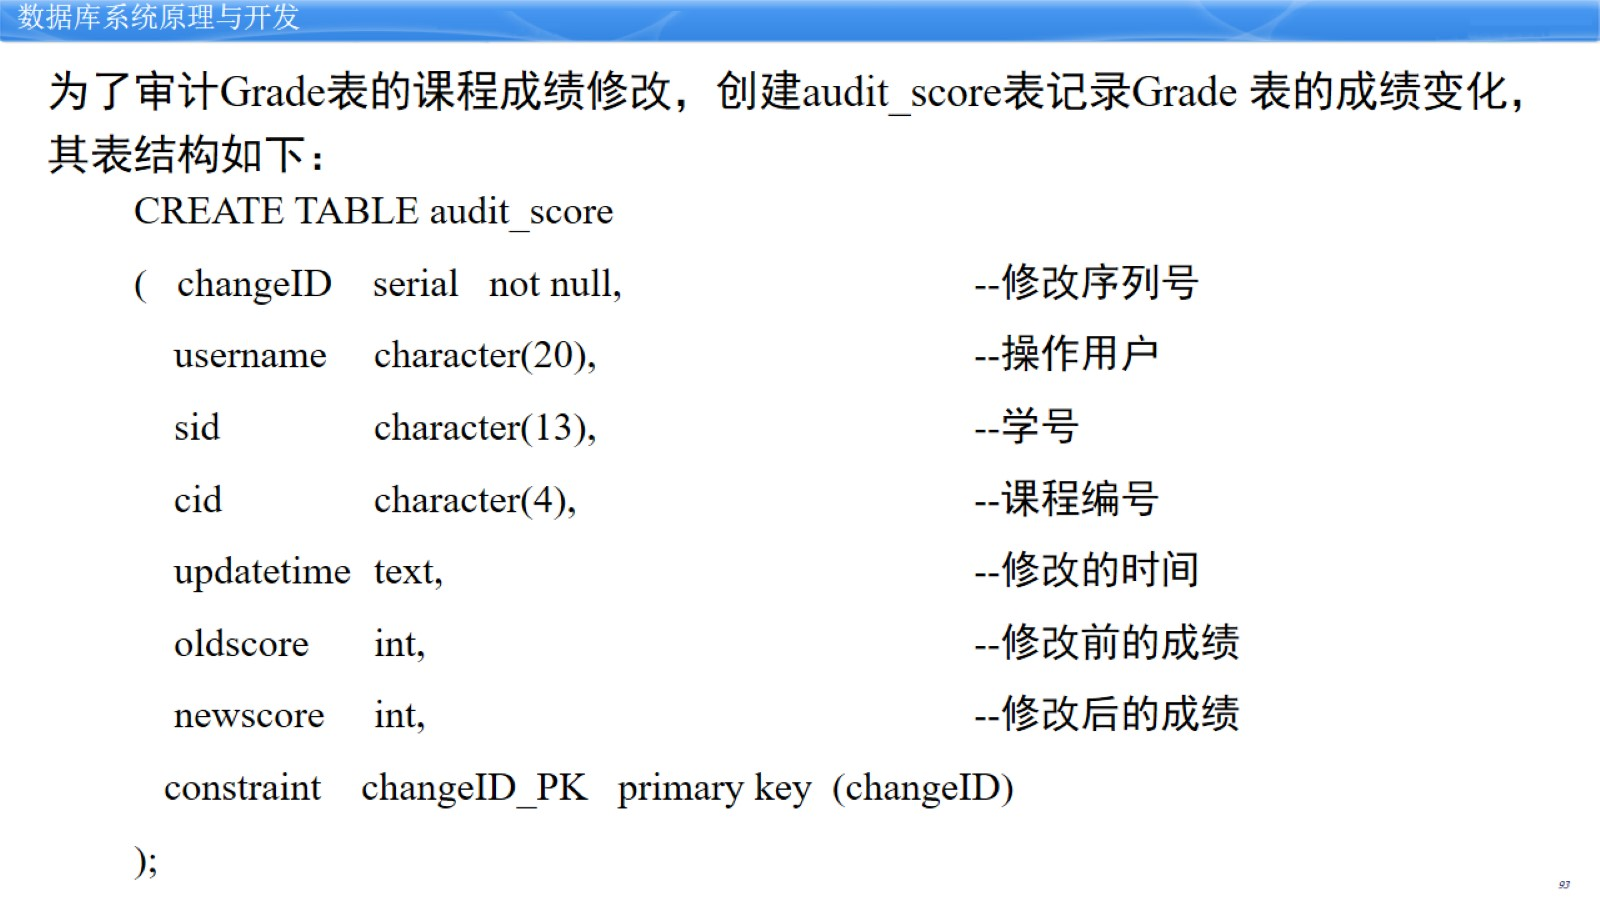 数据库系统原理与开发
为了审计Grade表的课程成绩修改，创建audit_score表记录Grade 表的成绩变化，
其表结构如下：
CREATE TABLE audit_score
( changeID serial not null, --修改序列号
username character(20), --操作用户
sid character(13), --学号
cid character(4), --课程编号
updatetime text, --修改的时间
oldscore int, --修改前的成绩
newscore int, --修改后的成绩
constraint changeID_PK primary key (changeID)
);
93